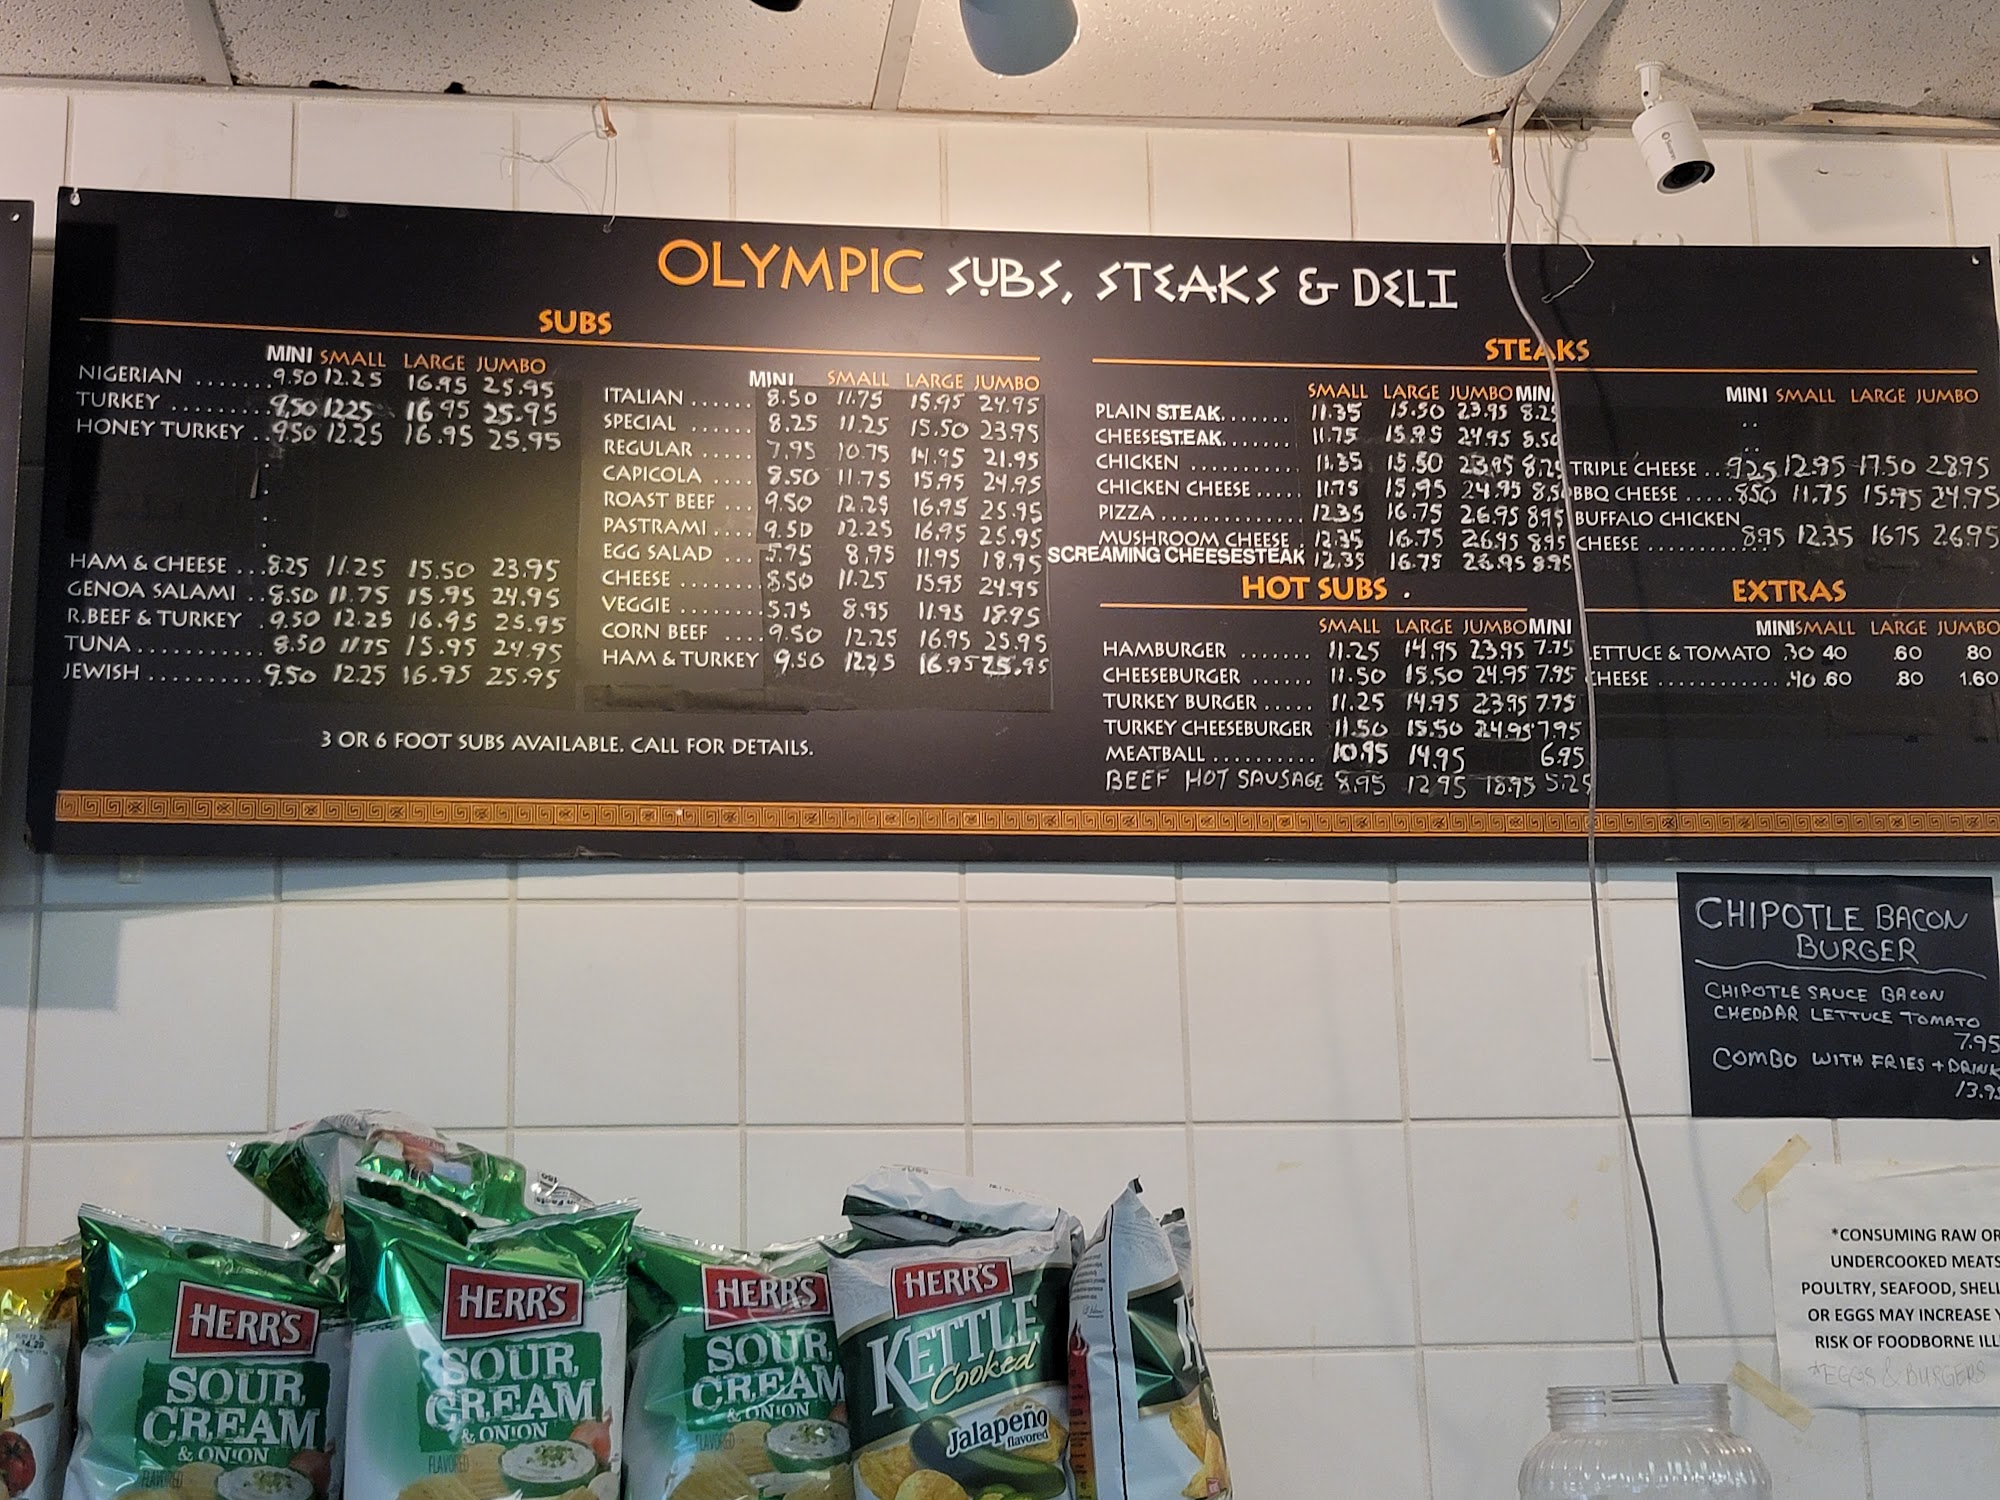 OLYMPIC SUBS, STEAKS & DELI
SUBS
MINI SMALL LARGE JUMBO
NIGERIAN ....... 9.50 12.25 16.95 25.95
TURKEY ......... 9.50 12.25 16.95 25.95
HONEY TURKEY .. 9.50 12.25 16.95 25.95
HAM & CHEESE ... 8.25 11.25 15.50 23.95
GENOA SALAMI .. 8.50 11.75 15.95 24.95
R.BEEF & TURKEY . 9.50 12.25 16.95 25.95
TUNA ........... 8.50 11.75 15.95 24.95
JEWISH .......... 9.50 12.25 16.95 25.95
MINI SMALL LARGE JUMBO
ITALIAN ...... 8.50 11.75 15.95 24.95
SPECIAL ...... 8.25 11.25 15.50 23.95
REGULAR ..... 7.95 10.75 14.95 21.95
CAPICOLA .... 8.50 11.75 15.95 24.95
ROAST BEEF ... 9.50 12.25 16.95 25.95
PASTRAMI .... 9.50 12.25 16.95 25.95
EGG SALAD ... 5.75 8.95 11.95 18.95
CHEESE ....... 8.50 11.25 15.95 24.95
VEGGIE ....... 5.75 8.95 11.95 18.95
CORN BEEF .... 9.50 12.25 16.95 25.95
HAM & TURKEY 9.50 12.25 16.95 25.95
3 OR 6 FOOT SUBS AVAILABLE. CALL FOR DETAILS.
STEAKS
SMALL LARGE JUMBO MINI
PLAIN STEAK ....... 11.35 15.50 23.95 8.25
CHEESESTEAK ....... 11.75 15.95 24.95 8.50
CHICKEN .......... 11.35 15.50 23.95 8.25
CHICKEN CHEESE ..... 11.75 15.95 24.95 8.50
PIZZA ............. 12.35 16.75 26.95 8.95
MUSHROOM CHEESE . 12.35 16.75 26.95 8.95
SCREAMING CHEESESTEAK 12.35 16.75 26.95 8.95
MINI SMALL LARGE JUMBO
TRIPLE CHEESE .. 9.25 12.95 17.50 28.95
BBQ CHEESE ..... 8.50 11.75 15.95 24.95
BUFFALO CHICKEN
CHEESE ........... 8.95 12.35 16.75 26.95
HOT SUBS
SMALL LARGE JUMBO MINI
HAMBURGER ....... 11.25 14.95 23.95 7.75
CHEESEBURGER ...... 11.50 15.50 24.95 7.95
TURKEY BURGER ..... 11.25 14.95 23.95 7.75
TURKEY CHEESEBURGER 11.50 15.50 24.95 7.95
MEATBALL .......... 10.95 14.95 6.95
BEEF HOT SAUSAGE 8.95 12.95 18.95 5.25
EXTRAS
MINI SMALL LARGE JUMBO
LETTUCE & TOMATO .30 40 .60 80
CHEESE ............ .40 .60 .80 1.60
CHIPOTLE BACON
BURGER
CHIPOTLE SAUCE BACON
CHEDDAR LETTUCE TOMATO
7.95
COMBO WITH FRIES + DRINK
13.95
*CONSUMING RAW OR
UNDERCOOKED MEATS
POULTRY, SEAFOOD, SHELL
OR EGGS MAY INCREASE Y
RISK OF FOODBORNE ILL
*EGGS & BURGERS
HERR'S
SOUR
CREAM
& ONION
FLAVORED
HERR'S
SOUR
CREAM
& ONION
FLAVORED
HERR'S
SOUR
CREAM
& ONION
FLAVORED
HERR'S
KETTLE
Cooked
Jalapeño
flavored